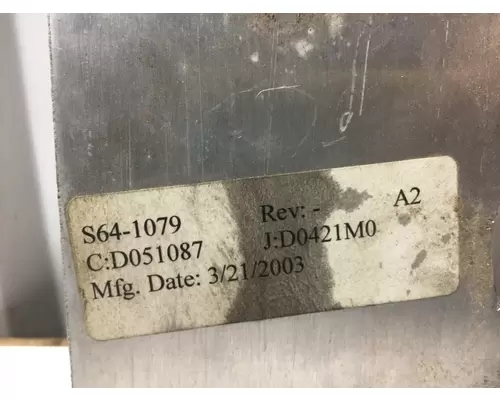 S64-1079 Rev: - A2
C:D051087 J:D0421M0
Mfg. Date: 3/21/2003